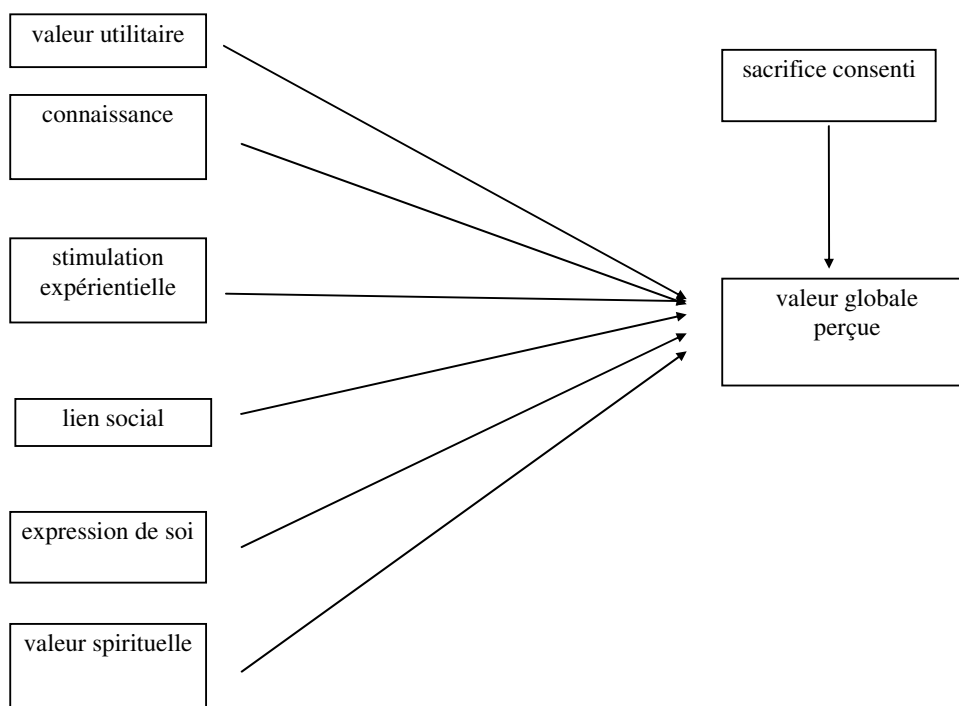 valeur utilitaire
connaissance
stimulation
expérientielle
lien social
expression de soi
valeur spirituelle
sacrifice consenti
valeur globale
perçue